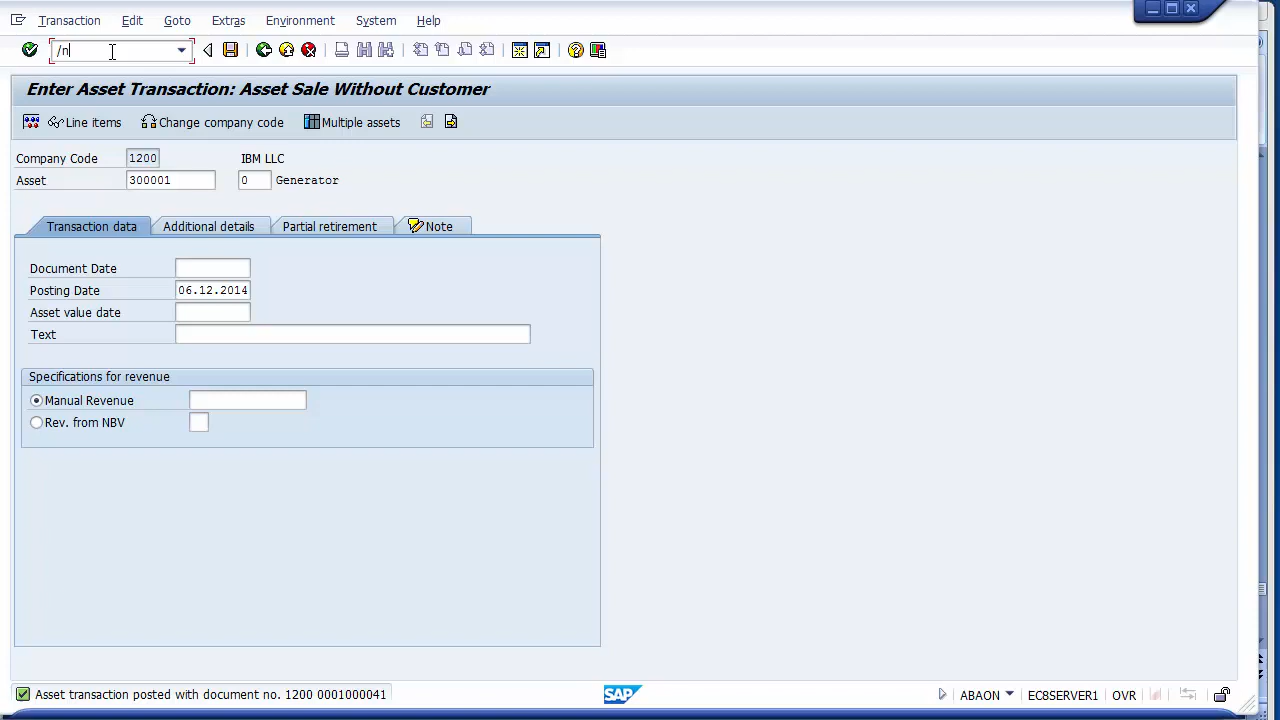 Transaction Edit Goto Extras Environment System Help
/n
Enter Asset Transaction: Asset Sale Without Customer
Line items Change company code Multiple assets
Company Code 1200 IBM LLC
Asset 300001 0 Generator
Transaction data Additional details Partial retirement Note
Document Date
Posting Date 06.12.2014
Asset value date
Text
Specifications for revenue
Manual Revenue
Rev. from NBV
Asset transaction posted with document no. 1200 0001000041 SAP ABAON ECSSERVER1 OVR